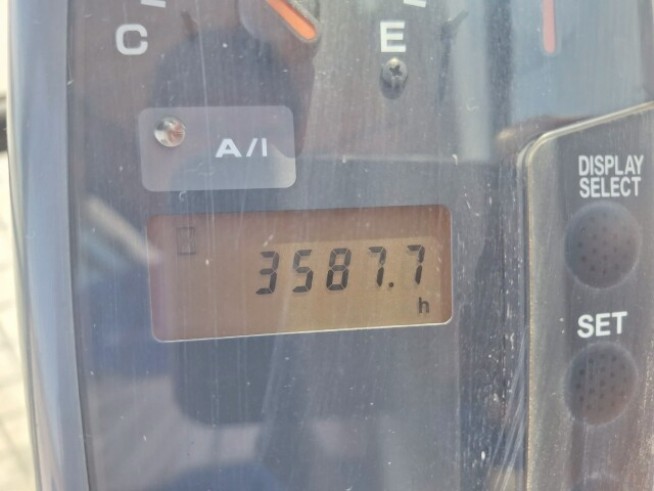 C E
A/I
DISPLAY
SELECT
3587.7
h
SET